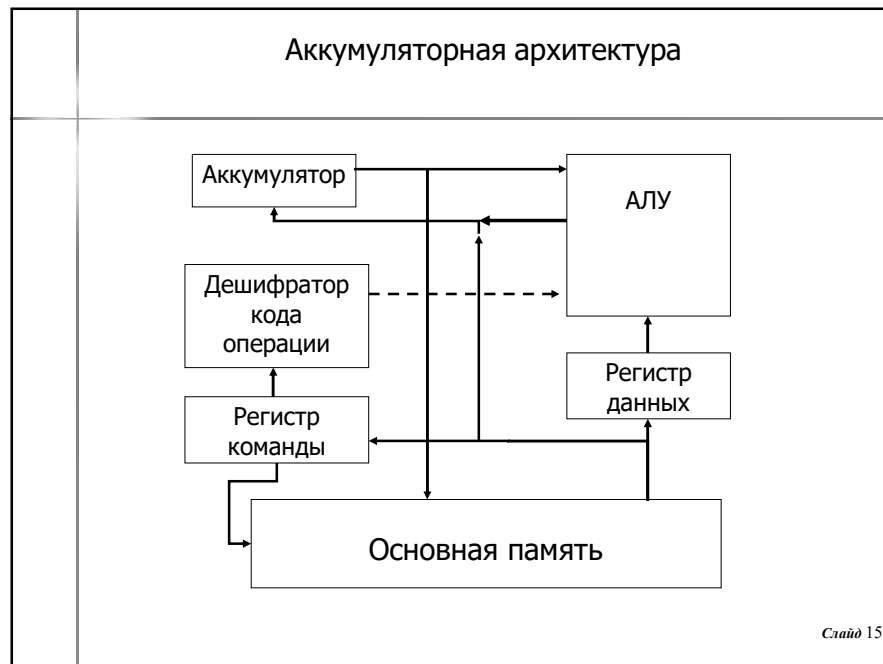 Аккумуляторная архитектура
Аккумулятор
АЛУ
Дешифратор
кода
операции
Регистр
данных
Регистр
команды
Основная память
Слайд 15